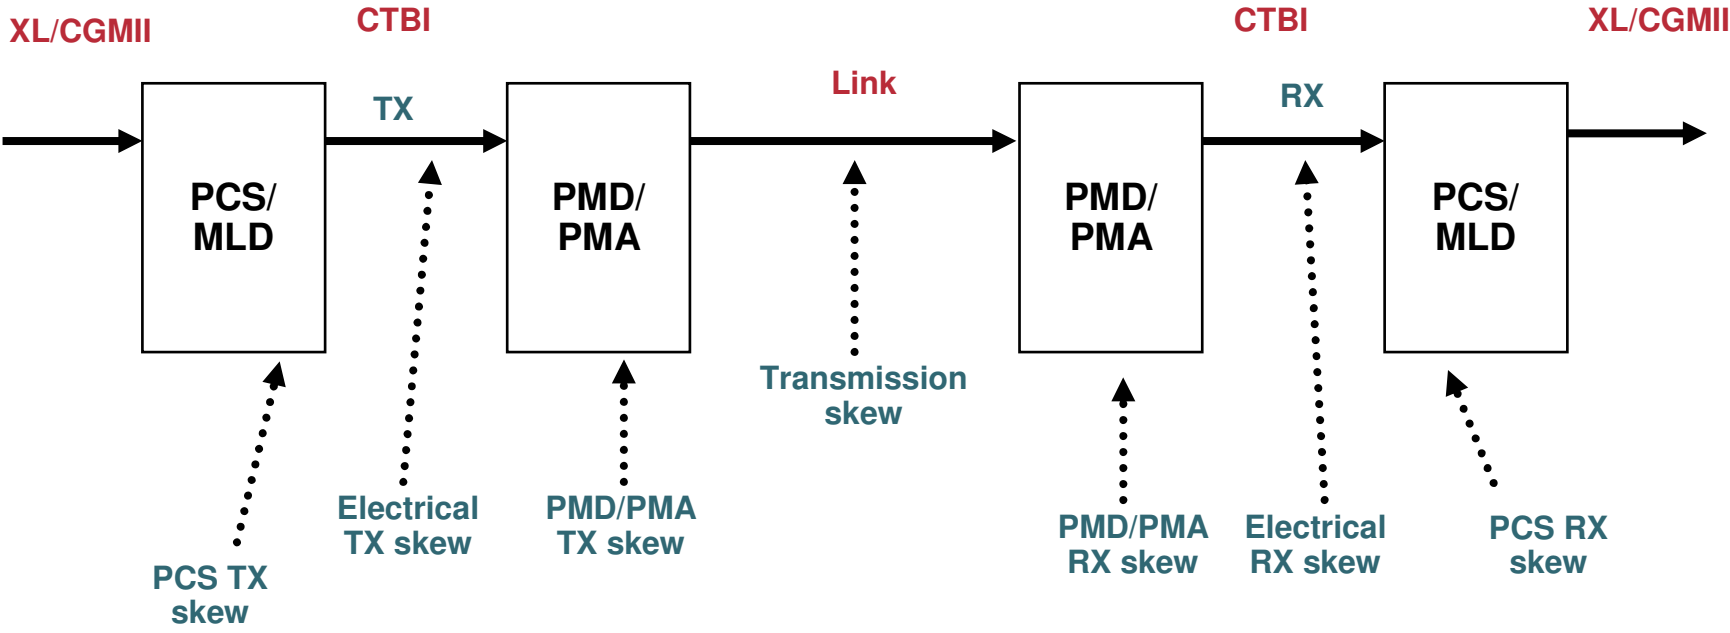 XL/CGMII
CTBI
CTBI
XL/CGMII
TX
Link
RX
PCS/
MLD
PMD/
PMA
PMD/
PMA
PCS/
MLD
Transmission
skew
Electrical
TX skew
PMD/PMA
TX skew
PMD/PMA
RX skew
Electrical
RX skew
PCS RX
skew
PCS TX
skew